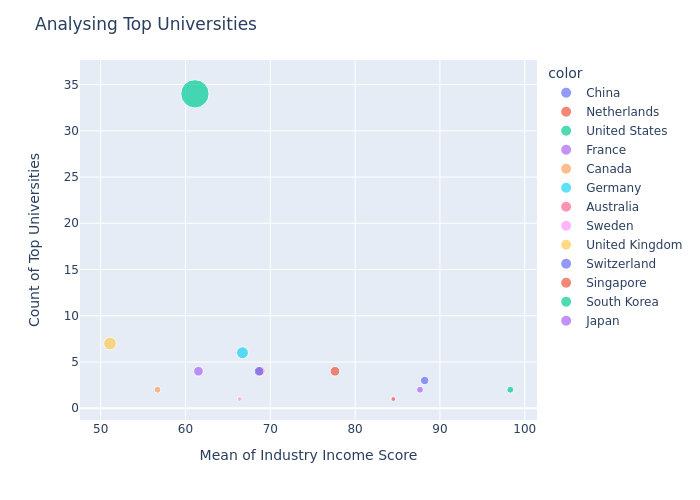 Analysing Top Universities
color
China
Netherlands
United States
France
Canada
Germany
Australia
Sweden
United Kingdom
Switzerland
Singapore
South Korea
Japan
Count of Top Universities
35
30
25
20
15
10
5
0
50 60 70 80 90 100
Mean of Industry Income Score